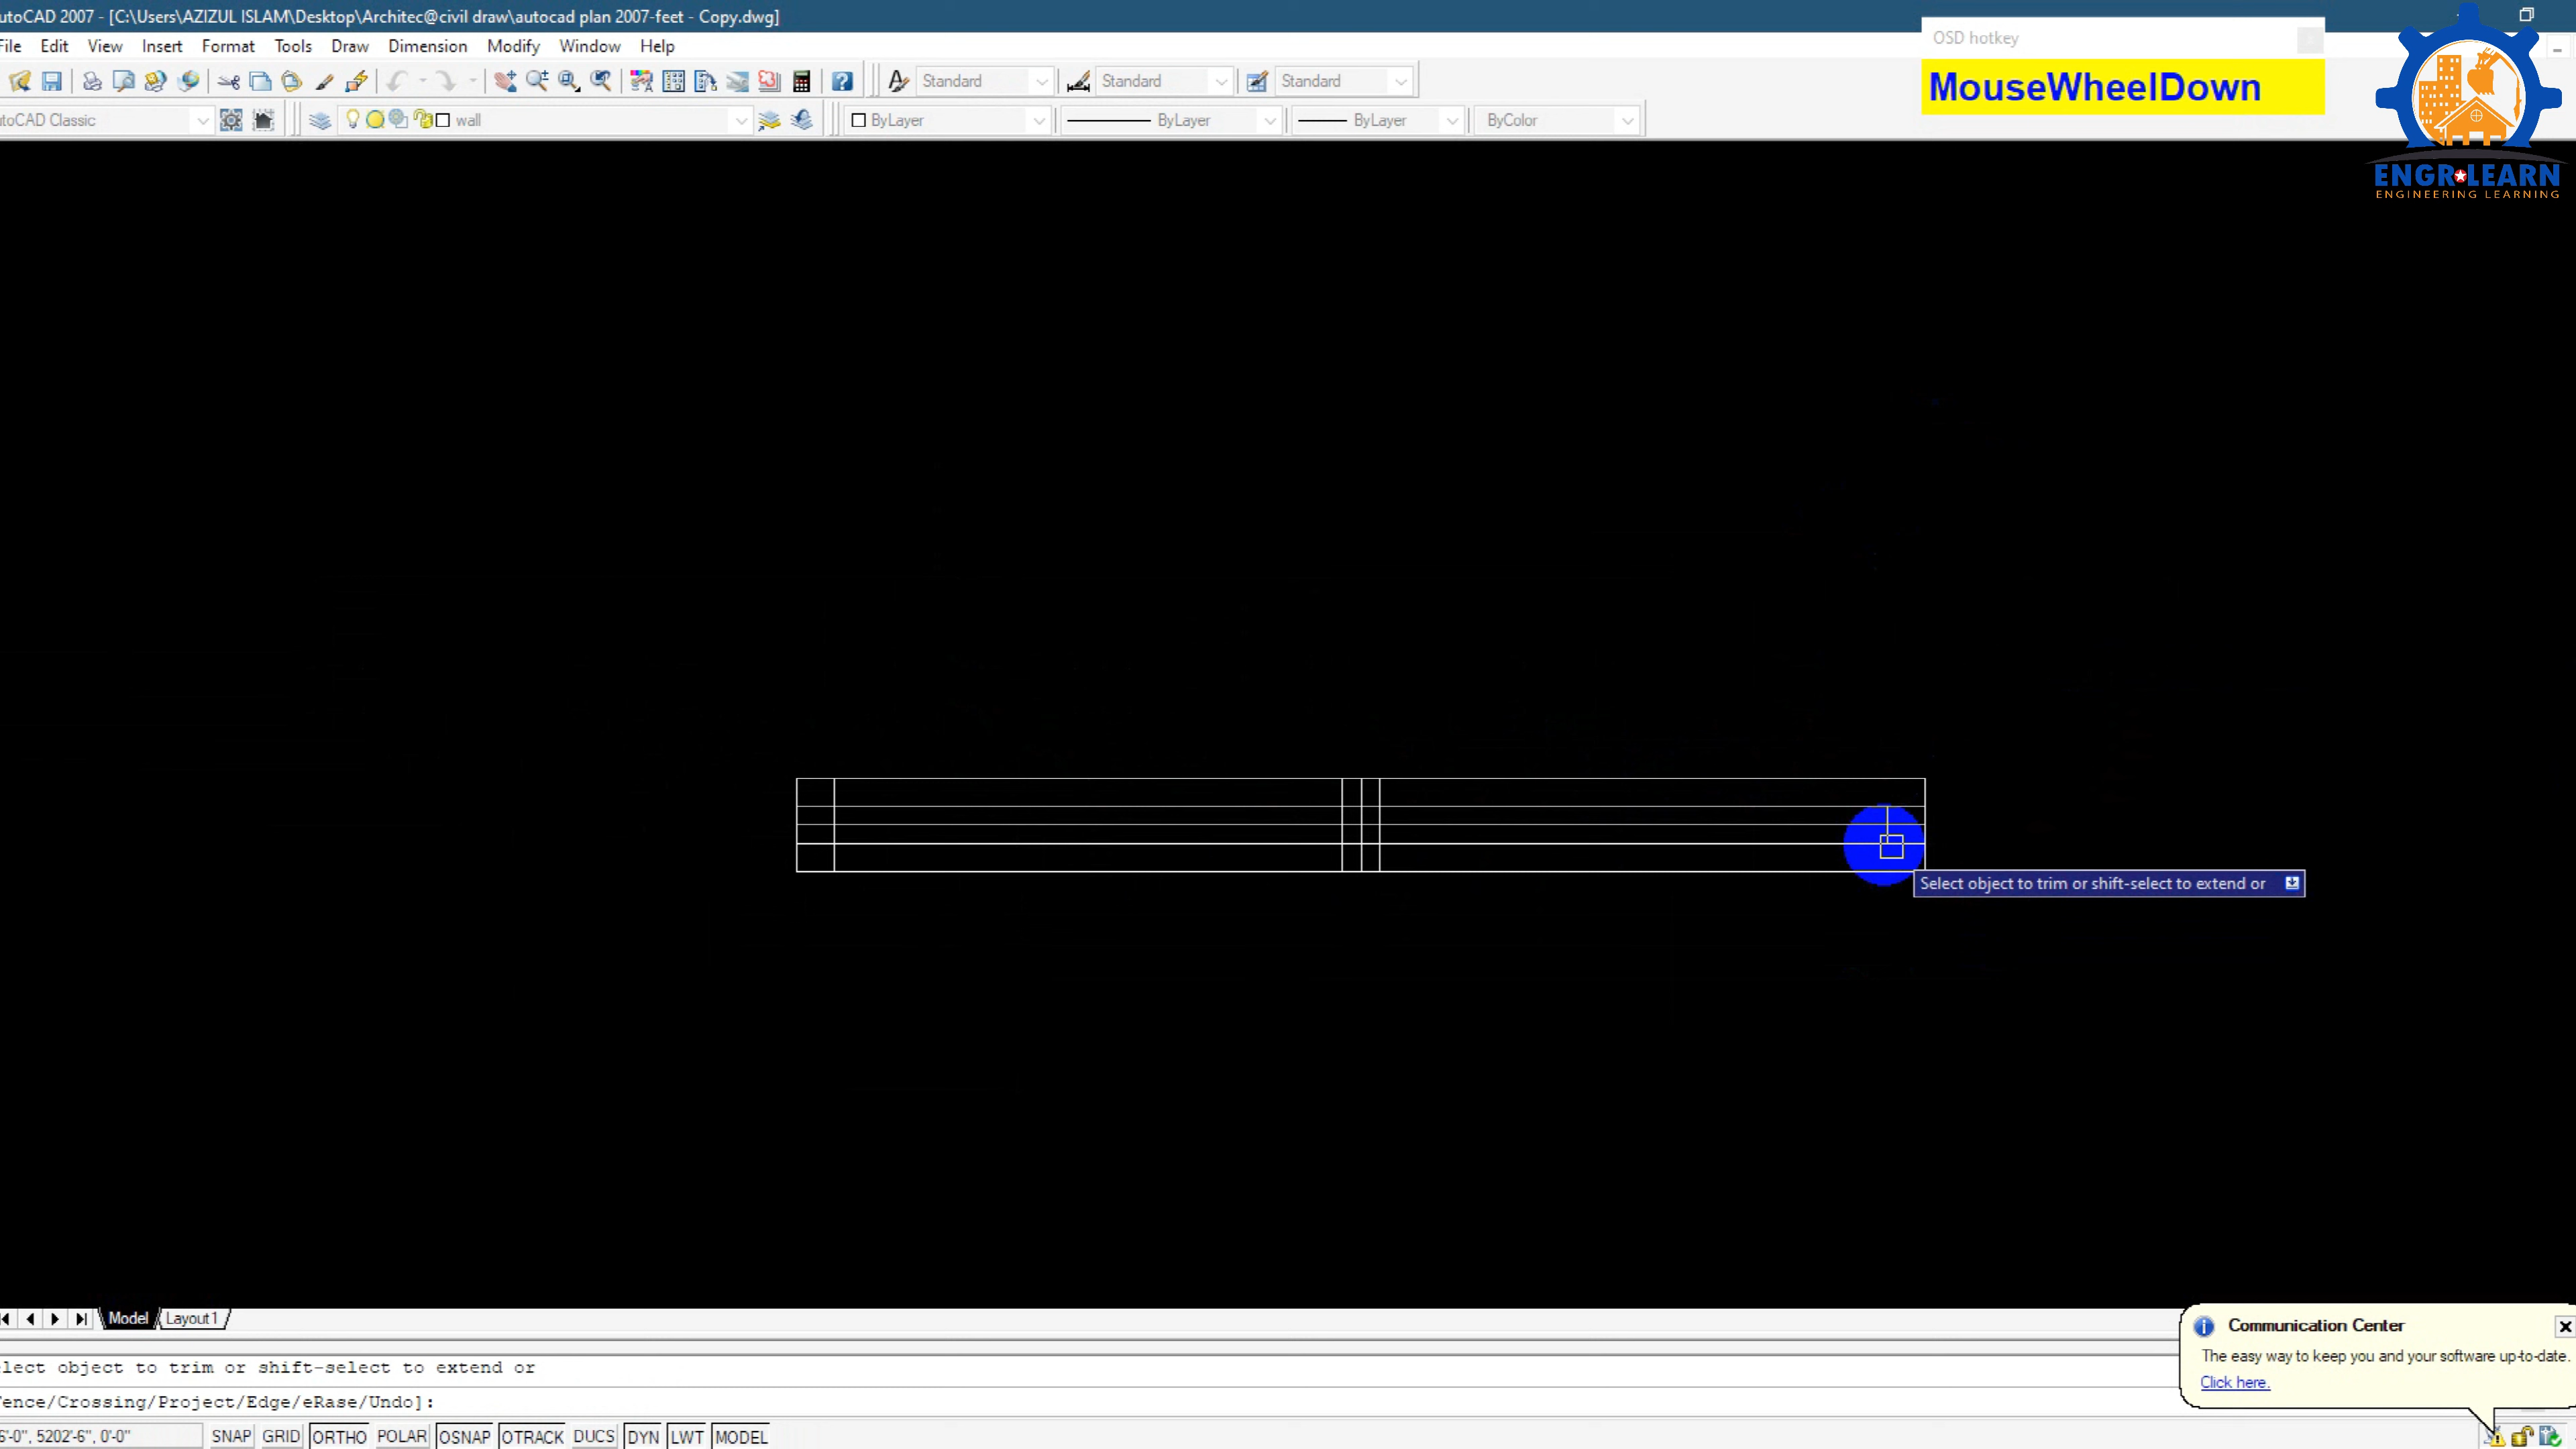 utoCAD 2007 - [C:\Users\AZIZUL ISLAM\Desktop\Architec@civil draw\autocad plan 2007-feet - Copy.dwg]
File Edit View Insert Format Tools Draw Dimension Modify Window Help
OSD hotkey
MouseWheelDown
Standard Standard Standard
utoCAD Classic wall ByLayer ByLayer ByLayer ByColor
ENGR LEARN
ENGINEERING LEARNING
Select object to trim or shift-select to extend or
Model Layout1
Communication Center
The easy way to keep you and your software up-to-date.
Click here.
lect object to trim or shift-select to extend or
ence/Crossing/Project/Edge/eRase/Undo]:
6'-0", 5202'-6", 0'-0" SNAP GRID ORTHO POLAR OSNAP OTRACK DUCS DYN LWT MODEL